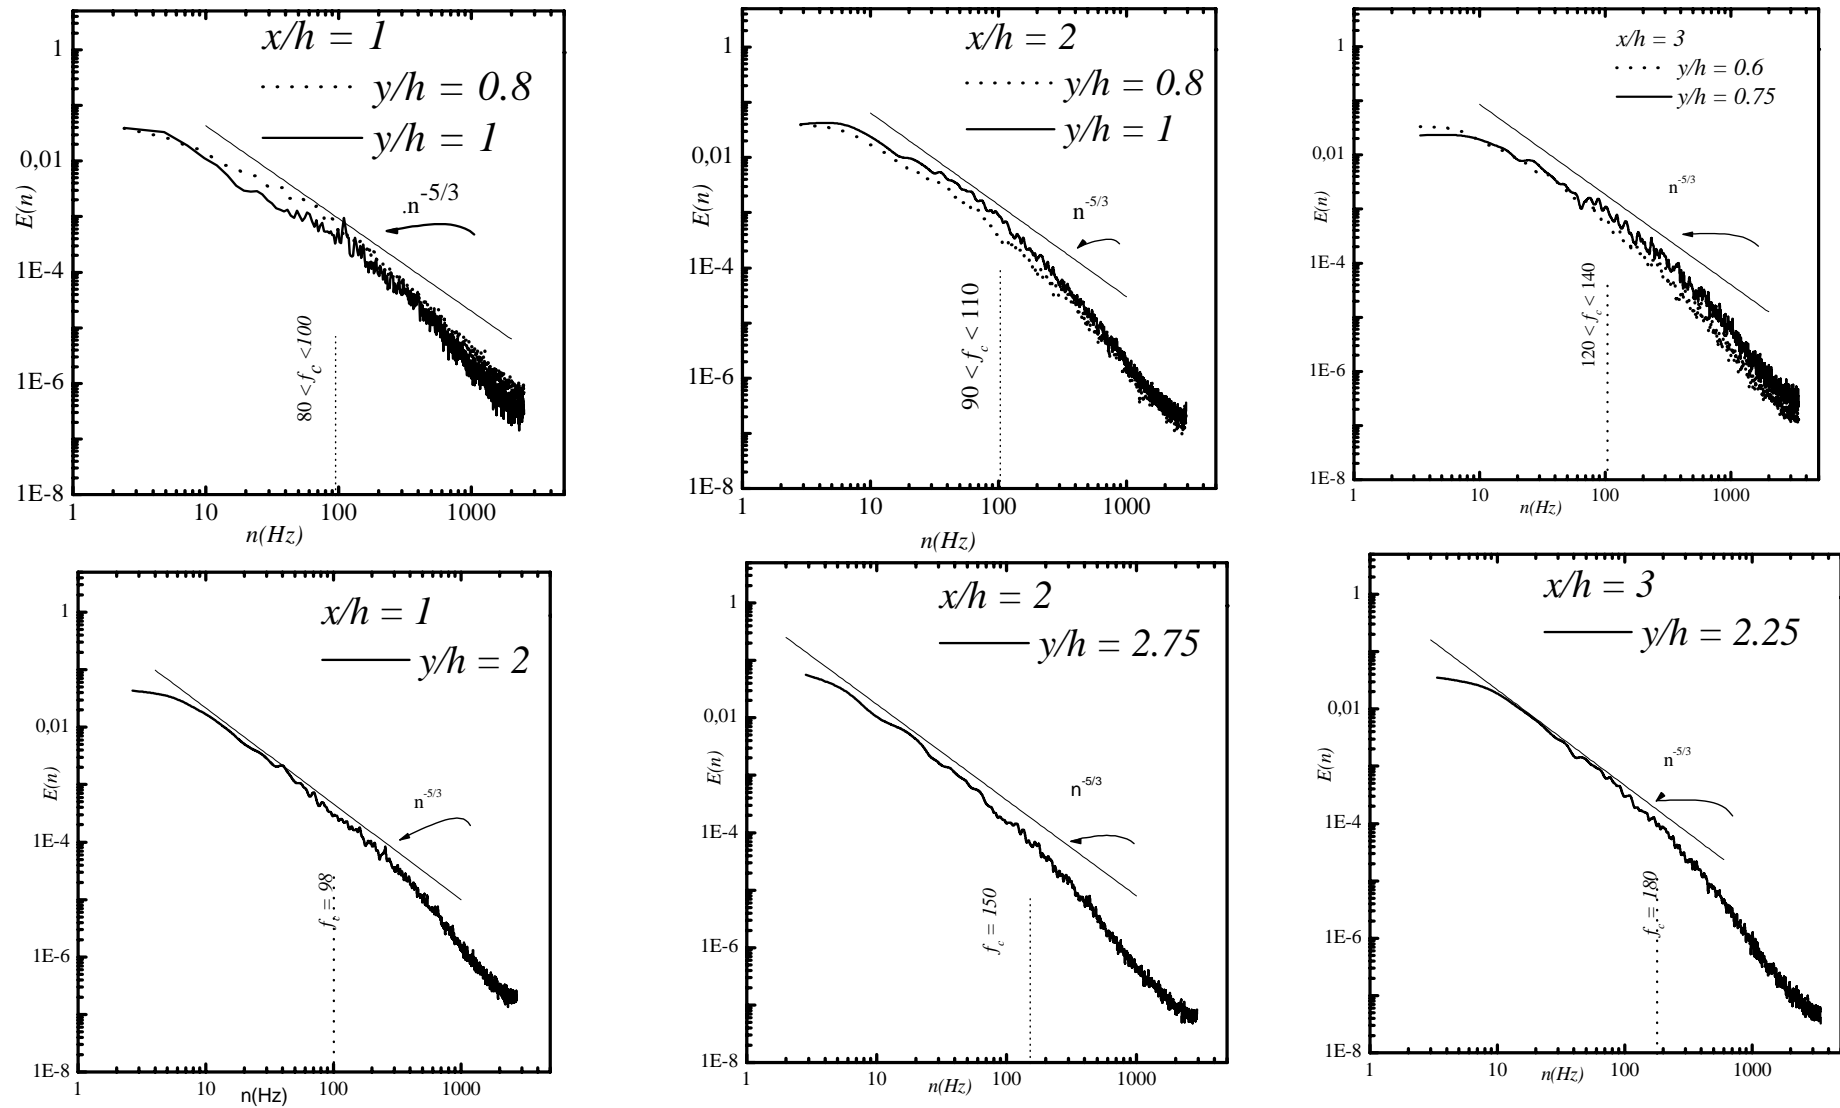 x/h = 1
y/h = 0.8
y/h = 1
1
0,01
1E-4
1E-6
1E-8
E(n)
.n-5/3
80 < fc <100
1 10 100 1000
n(Hz)
x/h = 2
y/h = 0.8
y/h = 1
1
0,01
1E-4
1E-6
1E-8
E(n)
n-5/3
90 < fc < 110
1 10 100 1000
n(Hz)
x/h = 3
y/h = 0.6
y/h = 0.75
1
0,01
1E-4
1E-6
1E-8
E(n)
n-5/3
120 < fc < 140
1 10 100 1000
n(Hz)
x/h = 1
y/h = 2
1
0,01
1E-4
1E-6
1E-8
E(n)
n-5/3
= 98
1 10 100 1000
n(Hz)
x/h = 2
y/h = 2.75
1
0,01
1E-4
1E-6
1E-8
E(n)
n-5/3
fc = 150
1 10 100 1000
n(Hz)
x/h = 3
y/h = 2.25
1
0,01
1E-4
1E-6
1E-8
E(n)
n-5/3
fc = 180
1 10 100 1000
n(Hz)